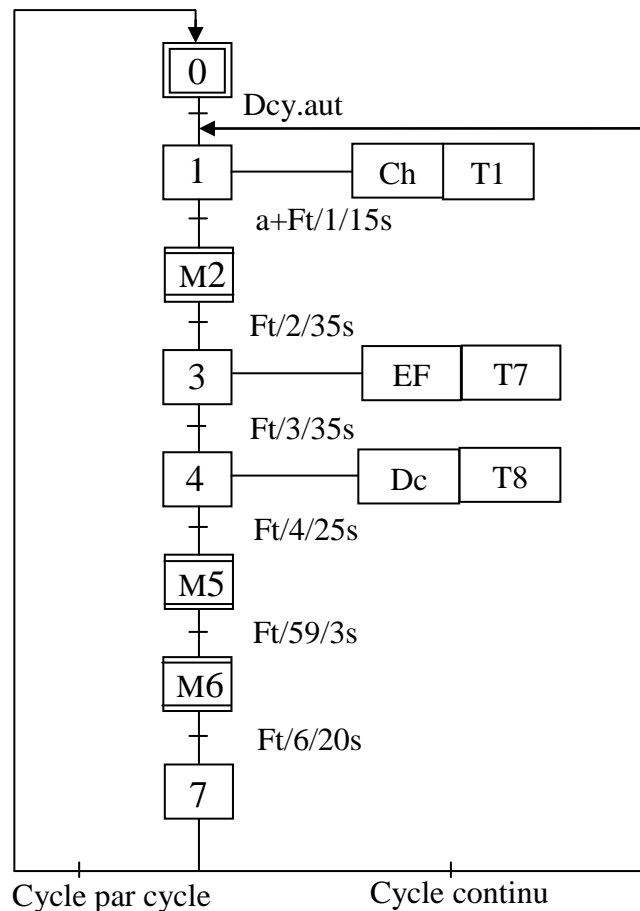 0
Dcy.aut
1 Ch T1
a+Ft/1/15s
M2
Ft/2/35s
3 EF T7
Ft/3/35s
4 Dc T8
Ft/4/25s
M5
Ft/59/3s
M6
Ft/6/20s
7
Cycle par cycle Cycle continu